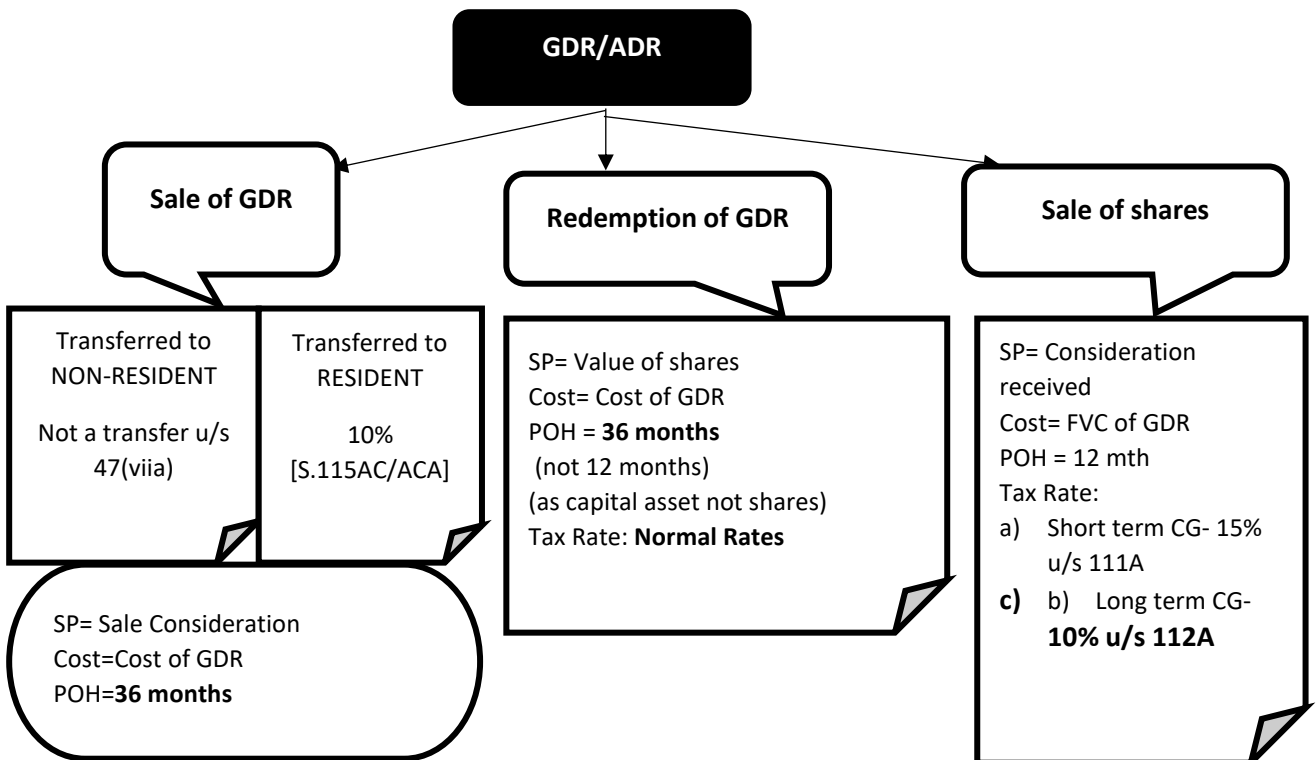 GDR/ADR
Sale of GDR
Transferred to
NON-RESIDENT
Not a transfer u/s
47(viia)
Transferred to
RESIDENT
10%
[S.115AC/ACA]
SP= Sale Consideration
Cost=Cost of GDR
POH=36 months
Redemption of GDR
SP= Value of shares
Cost= Cost of GDR
POH = 36 months
(not 12 months)
(as capital asset not shares)
Tax Rate: Normal Rates
Sale of shares
SP= Consideration
received
Cost= FVC of GDR
POH = 12 mth
Tax Rate:
a) Short term CG- 15%
u/s 111A
c) b) Long term CG-
10% u/s 112A